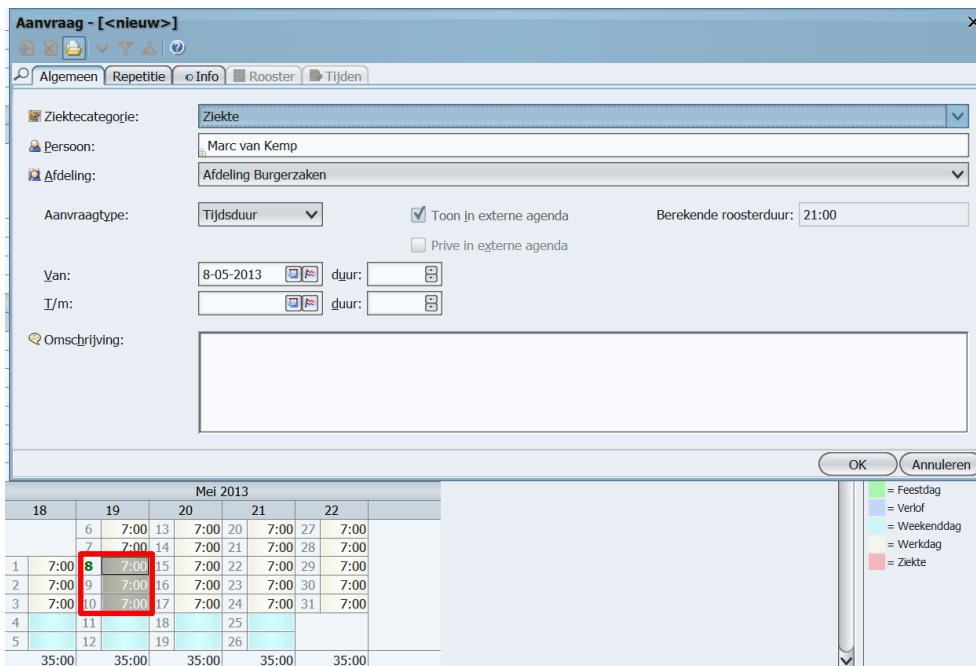 Aanvraag - [<nieuw>]
Algemeen Repetitie Info Rooster Tijden
Ziektecategorie: Ziekte
Persoon: Marc van Kemp
Afdeling: Afdeling Burgerzaken
Aanvraagtype: Tijdsduur Toon in externe agenda Berekende roosterduur: 21:00
Prive in externe agenda
Van: 8-05-2013 duur:
T/m: duur:
Omschrijving:
OK Annuleren
Mei 2013
18 19 20 21 22
6 7:00 13 7:00 20 7:00 27 7:00
7 7:00 14 7:00 21 7:00 28 7:00
1 7:00 8 7:00 15 7:00 22 7:00 29 7:00
2 7:00 9 7:00 16 7:00 23 7:00 30 7:00
3 7:00 10 7:00 17 7:00 24 7:00 31 7:00
4 11 18 25
5 12 19 26
35:00 35:00 35:00 35:00 35:00
= Feestdag
= Verlof
= Weekenddag
= Werkdag
= Ziekte